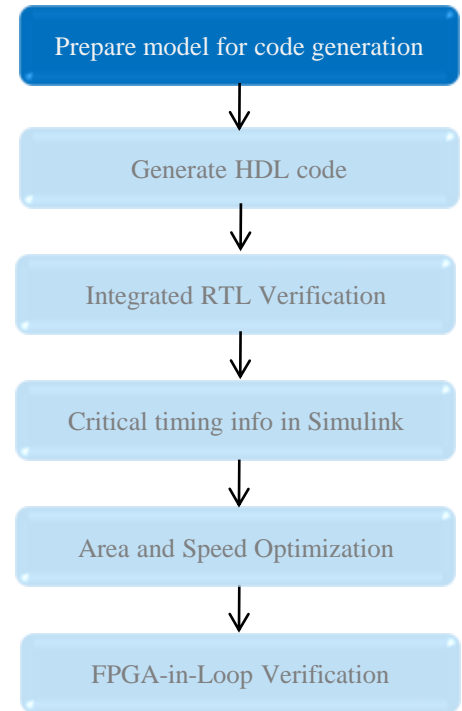 Prepare model for code generation
Generate HDL code
Integrated RTL Verification
Critical timing info in Simulink
Area and Speed Optimization
FPGA-in-Loop Verification